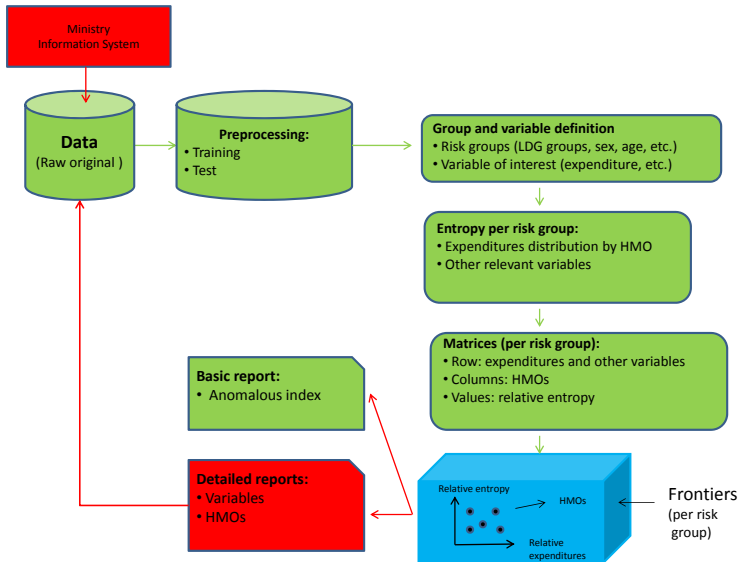 Ministry
Information System
Data
(Raw original )
Preprocessing:
• Training
• Test
Group and variable definition
• Risk groups (LDG groups, sex, age, etc.)
• Variable of interest (expenditure, etc.)
Entropy per risk group:
• Expenditures distribution by HMO
• Other relevant variables
Matrices (per risk group):
• Row: expenditures and other variables
• Columns: HMOs
• Values: relative entropy
Basic report:
• Anomalous index
Detailed reports:
• Variables
• HMOs
Relative entropy
HMOs
Relative
expenditures
Frontiers
(per risk
group)